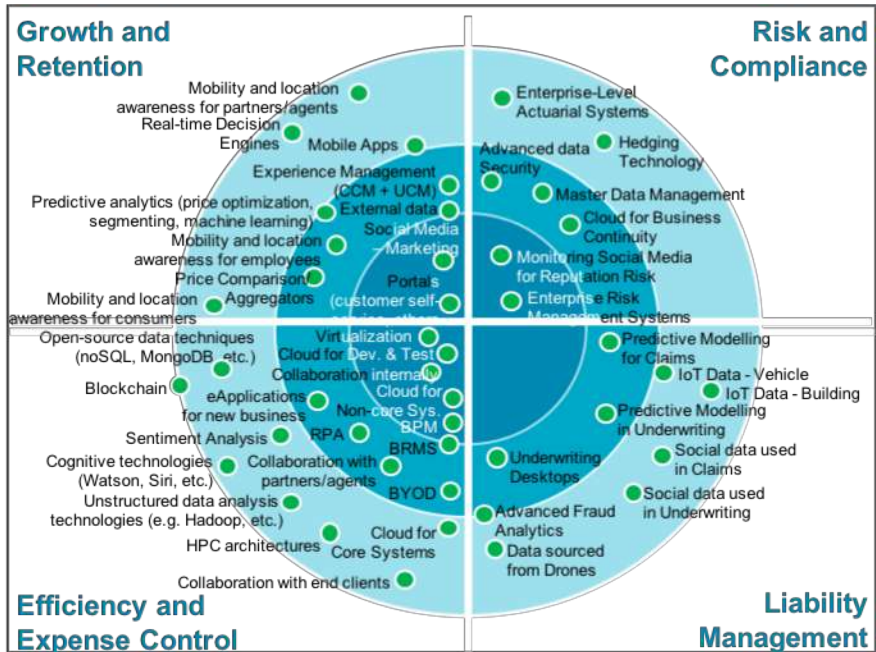 Growth and
Retention
Risk and
Compliance
Mobility and location
awareness for partners/agents
Real-time Decision
Engines
Mobile Apps
Experience Management
(CCM + UCM)
External data
Predictive analytics (price optimization,
segmenting, machine learning)
Social Media
– Marketing
Mobility and location
awareness for employees
Price Comparison/
Aggregators
Portals
(customer self-
Mobility and location
awareness for consumers
Enterprise-Level
Actuarial Systems
Hedging
Technology
Advanced data
Security
Master Data Management
Cloud for Business
Continuity
Monitoring Social Media
for Reputation Risk
Enterprise Risk
Management Systems
Open-source data techniques
(noSQL, MongoDB, etc.)
Virtualization
Cloud for Dev. & Test
Collaboration internally
Blockchain
eApplications
for new business
Cloud for
Non-core Sys.
BPM
Sentiment Analysis
RPA
BRMS
Cognitive technologies
(Watson, Siri, etc.)
Collaboration with
partners/agents
Unstructured data analysis
technologies (e.g. Hadoop, etc.)
BYOD
HPC architectures
Cloud for
Core Systems
Collaboration with end clients
Predictive Modelling
for Claims
IoT Data - Vehicle
IoT Data - Building
Predictive Modelling
in Underwriting
Social data used
in Claims
Underwriting
Desktops
Social data used
in Underwriting
Advanced Fraud
Analytics
Data sourced
from Drones
Efficiency and
Expense Control
Liability
Management